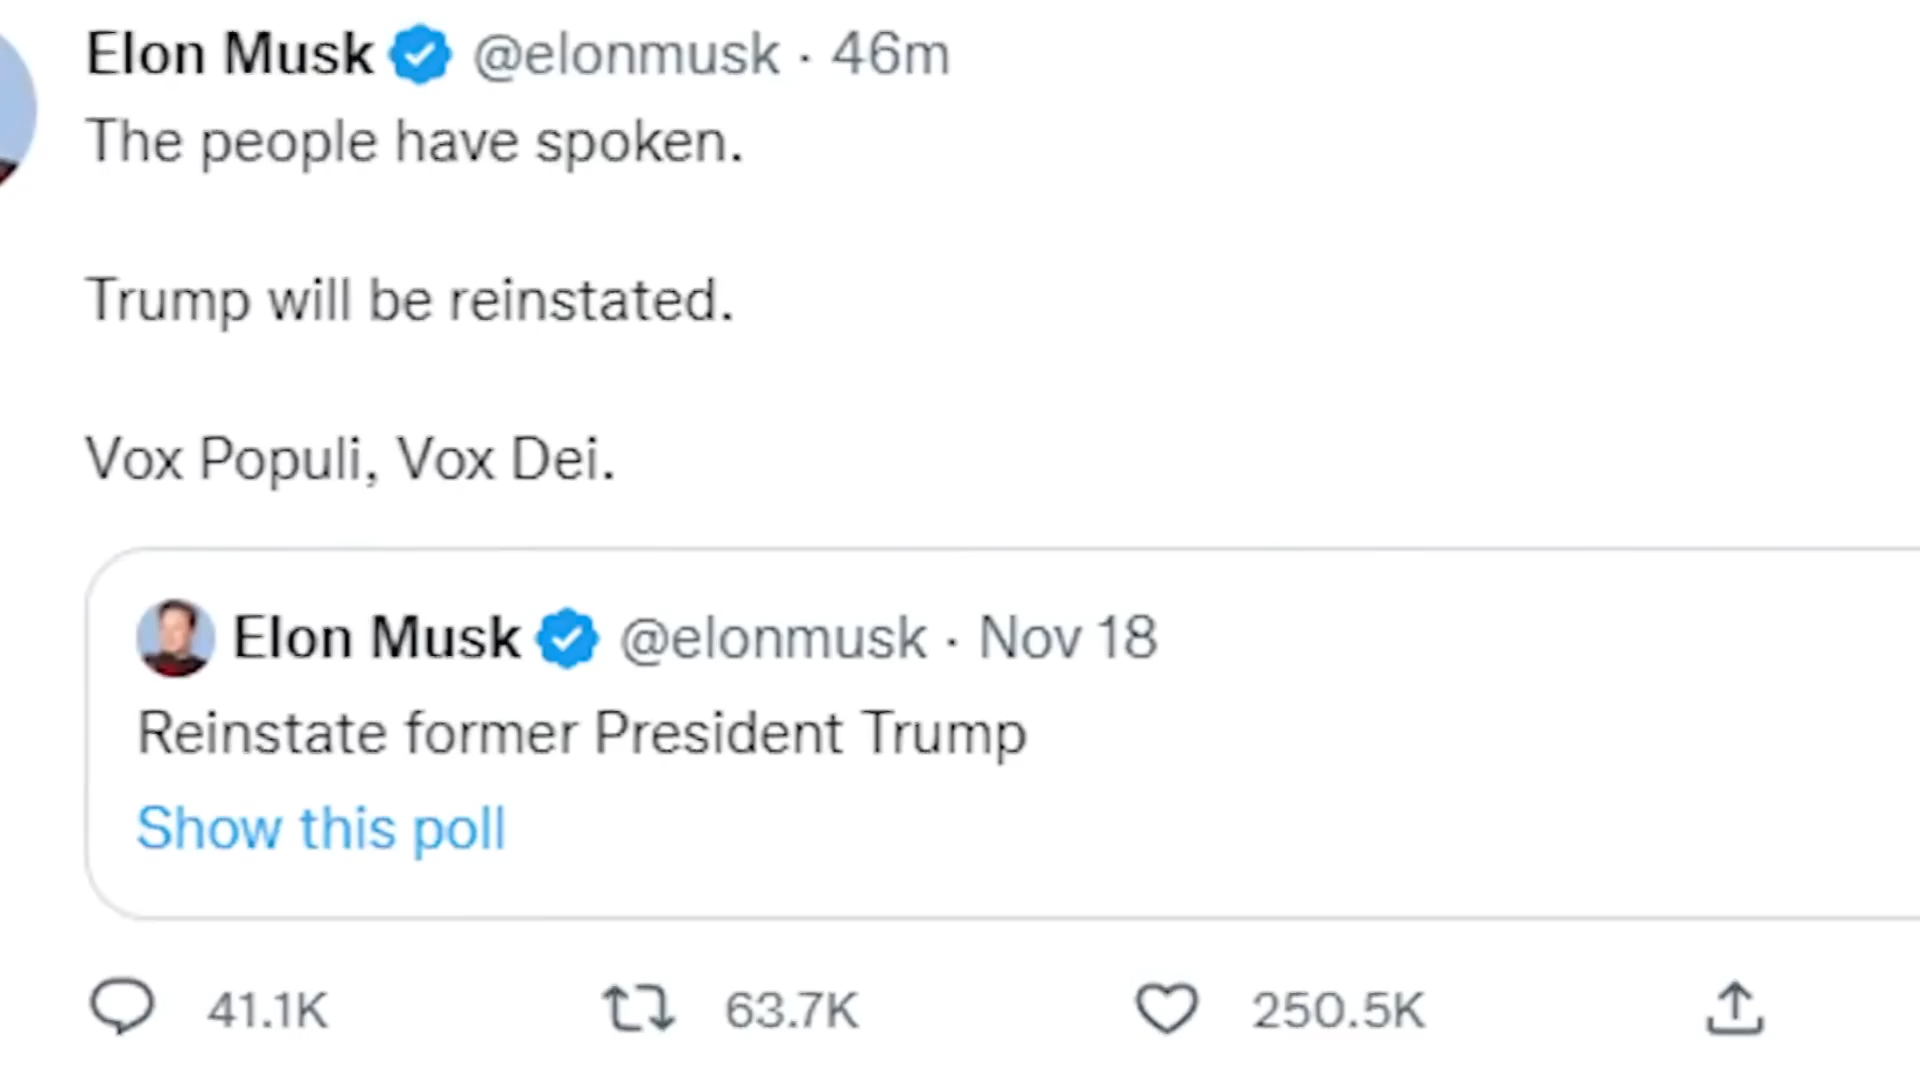 Elon Musk @elonmusk · 46m
The people have spoken.
Trump will be reinstated.
Vox Populi, Vox Dei.
Elon Musk @elonmusk · Nov 18
Reinstate former President Trump
Show this poll
41.1K 63.7K 250.5K